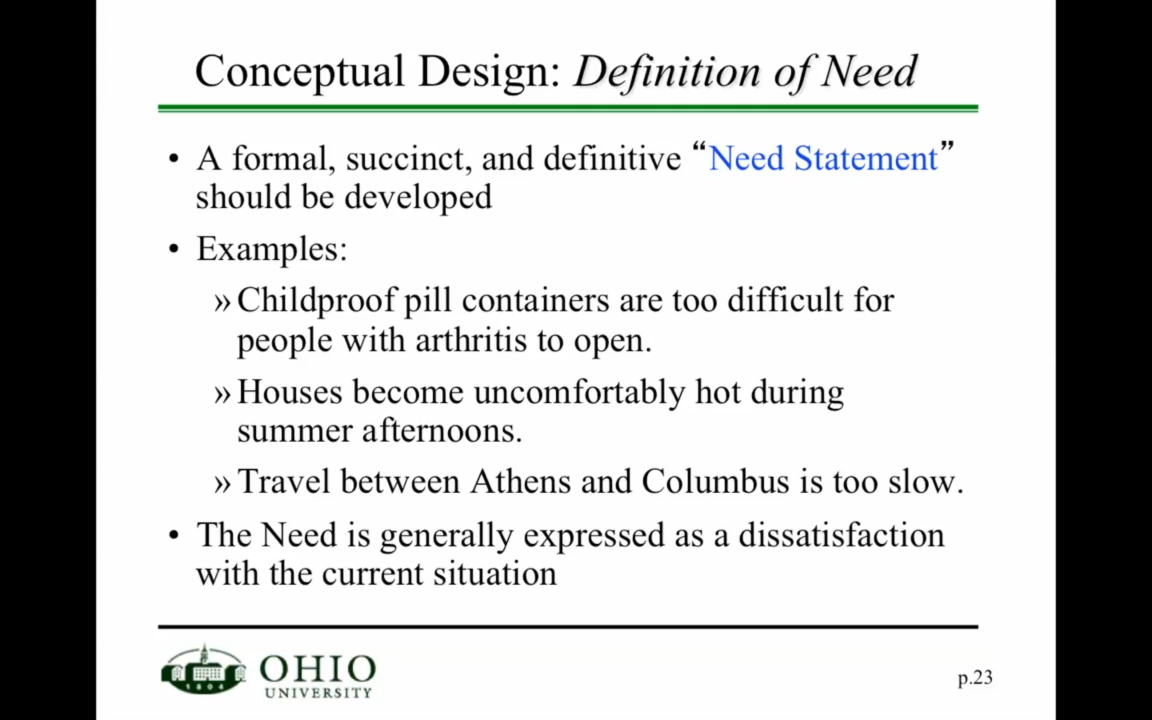 Conceptual Design: Definition of Need
• A formal, succinct, and definitive “Need Statement”
should be developed
• Examples:
» Childproof pill containers are too difficult for
people with arthritis to open.
» Houses become uncomfortably hot during
summer afternoons.
» Travel between Athens and Columbus is too slow.
• The Need is generally expressed as a dissatisfaction
with the current situation
1804
OHIO
UNIVERSITY
p.23